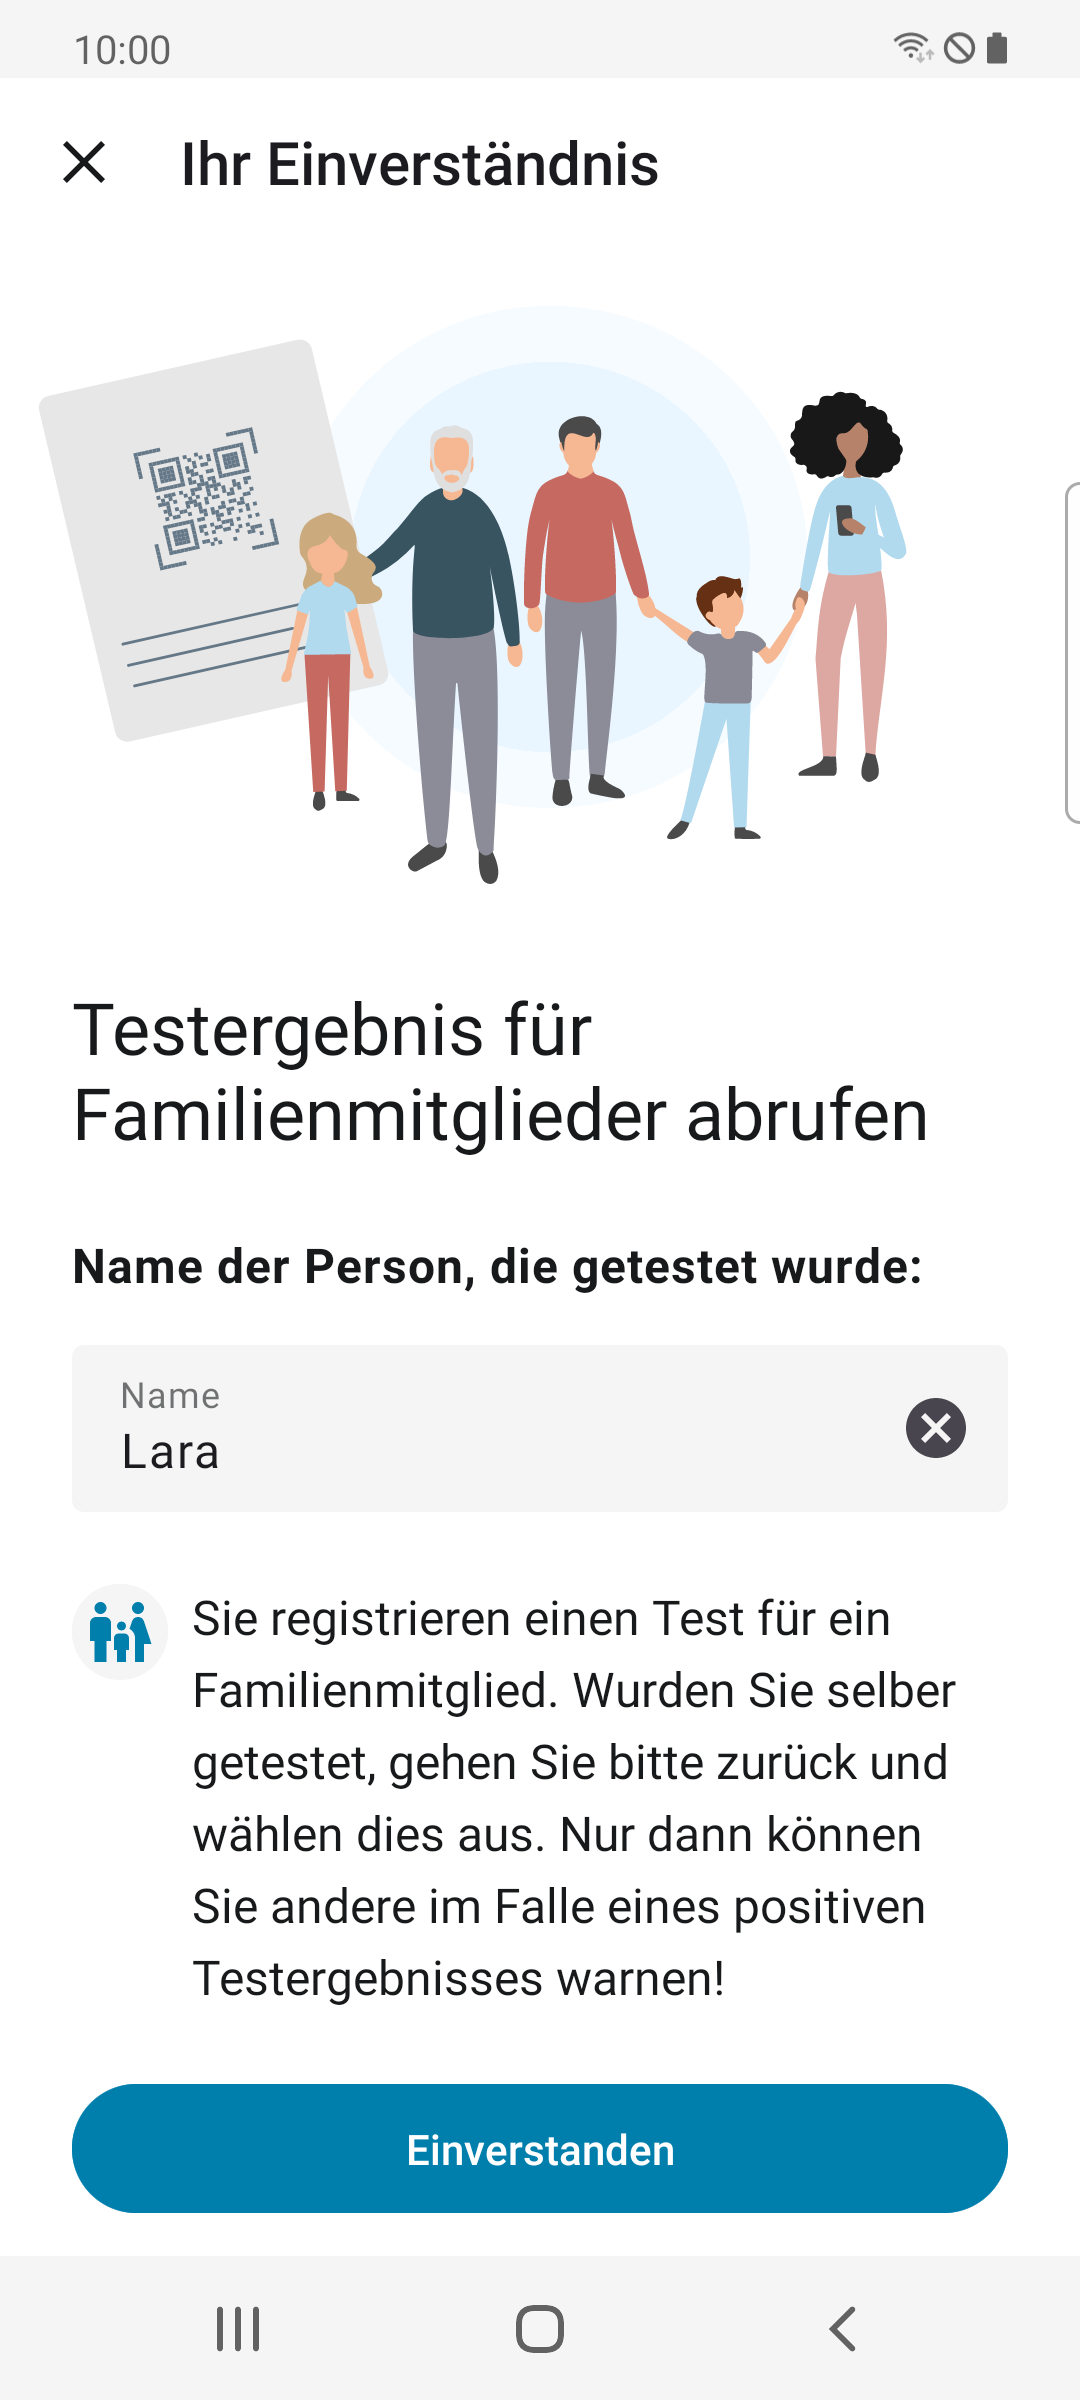 10:00
Ihr Einverständnis
Testergebnis für
Familienmitglieder abrufen
Name der Person, die getestet wurde:
Name
Lara
Sie registrieren einen Test für ein
Familienmitglied. Wurden Sie selber
getestet, gehen Sie bitte zurück und
wählen dies aus. Nur dann können
Sie andere im Falle eines positiven
Testergebnisses warnen!
Einverstanden